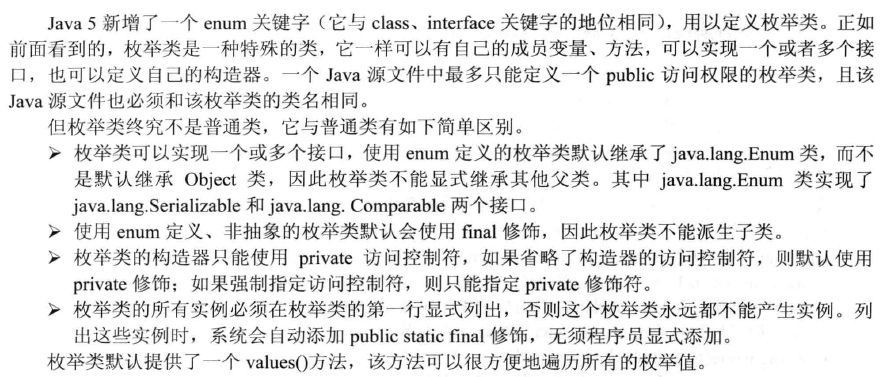 Java 5 新增了一个 enum 关键字（它与 class、interface 关键字的地位相同），用以定义枚举类。正如
前面看到的，枚举类是一种特殊的类，它一样可以有自己的成员变量、方法，可以实现一个或者多个接
口，也可以定义自己的构造器。一个 Java 源文件中最多只能定义一个 public 访问权限的枚举类，且该
Java 源文件也必须和该枚举类的类名相同。
但枚举类终究不是普通类，它与普通类有如下简单区别。
➢ 枚举类可以实现一个或多个接口，使用 enum 定义的枚举类默认继承了 java.lang.Enum 类，而不
是默认继承 Object 类，因此枚举类不能显式继承其他父类。其中 java.lang.Enum 类实现了
java.lang.Serializable 和 java.lang. Comparable 两个接口。
➢ 使用 enum 定义、非抽象的枚举类默认会使用 final 修饰，因此枚举类不能派生子类。
➢ 枚举类的构造器只能使用 private 访问控制符，如果省略了构造器的访问控制符，则默认使用
private 修饰；如果强制指定访问控制符，则只能指定 private 修饰符。
➢ 枚举类的所有实例必须在枚举类的第一行显式列出，否则这个枚举类永远都不能产生实例。列
出这些实例时，系统会自动添加 public static final 修饰，无须程序员显式添加。
枚举类默认提供了一个 values()方法，该方法可以很方便地遍历所有的枚举值。